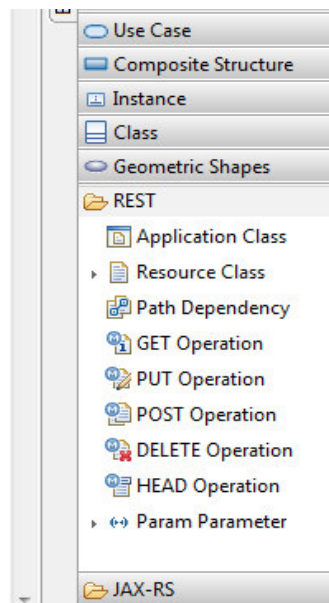 Use Case
Composite Structure
Instance
Class
Geometric Shapes
REST
Application Class
Resource Class
Path Dependency
GET Operation
PUT Operation
POST Operation
DELETE Operation
HEAD Operation
Param Parameter
JAX-RS